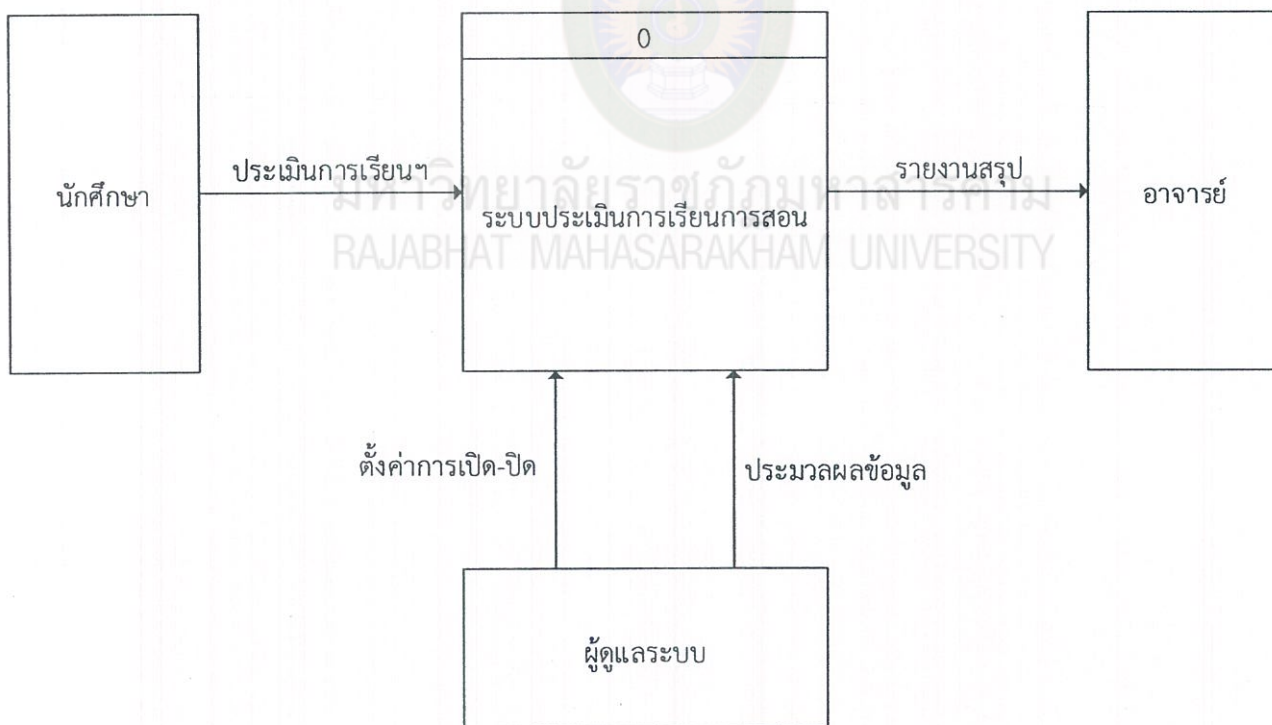 0
นักศึกษา
ประเมินการเรียนฯ
ระบบประเมินการเรียนการสอน
รายงานสรุป
อาจารย์
มหาวิทยาลัยราชภัฏมหาสารคาม
RAJABHAT MAHASARAKHAM UNIVERSITY
ตั้งค่าการเปิด-ปิด
ประมวลผลข้อมูล
ผู้ดูแลระบบ